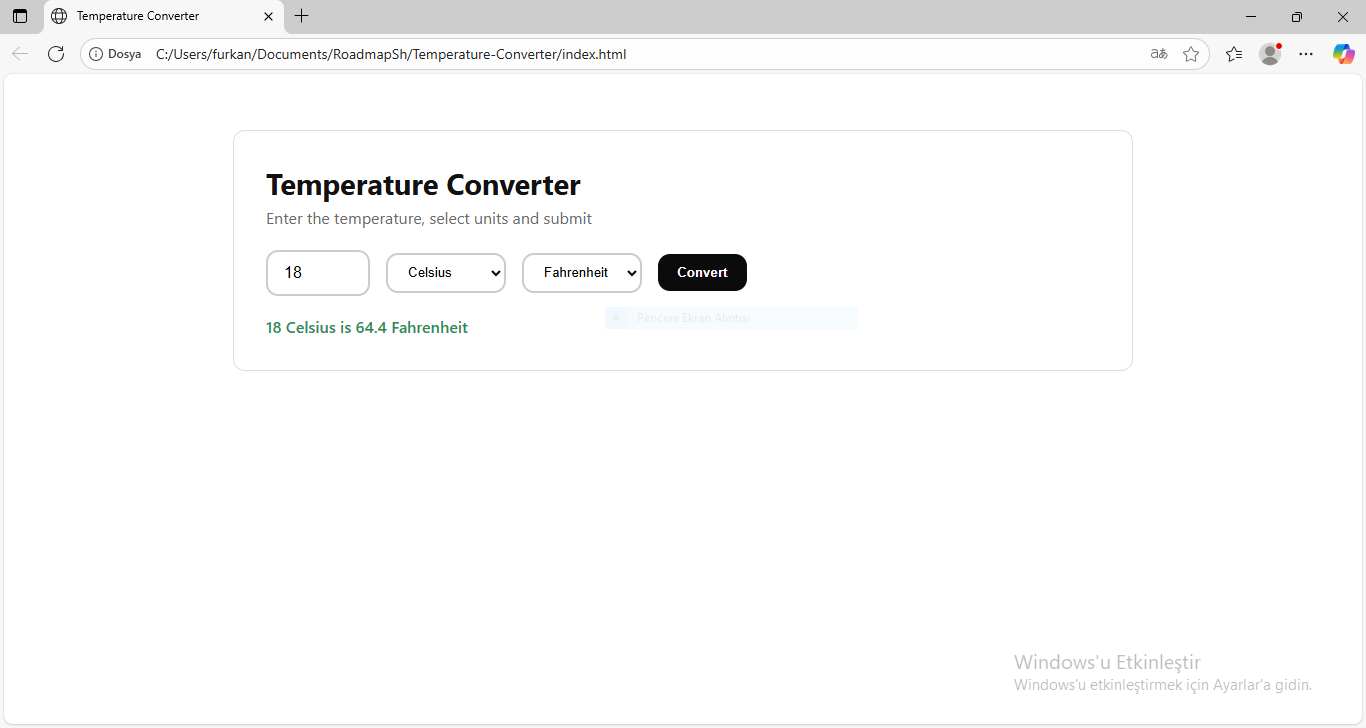 Temperature Converter
Dosya C:/Users/furkan/Documents/RoadmapSh/Temperature-Converter/index.html
aあ
Temperature Converter
Enter the temperature, select units and submit
18 Celsius Fahrenheit Convert
Pencere Ekran Alıntısı
18 Celsius is 64.4 Fahrenheit
Windows'u Etkinleştir
Windows'u etkinleştirmek için Ayarlar'a gidin.